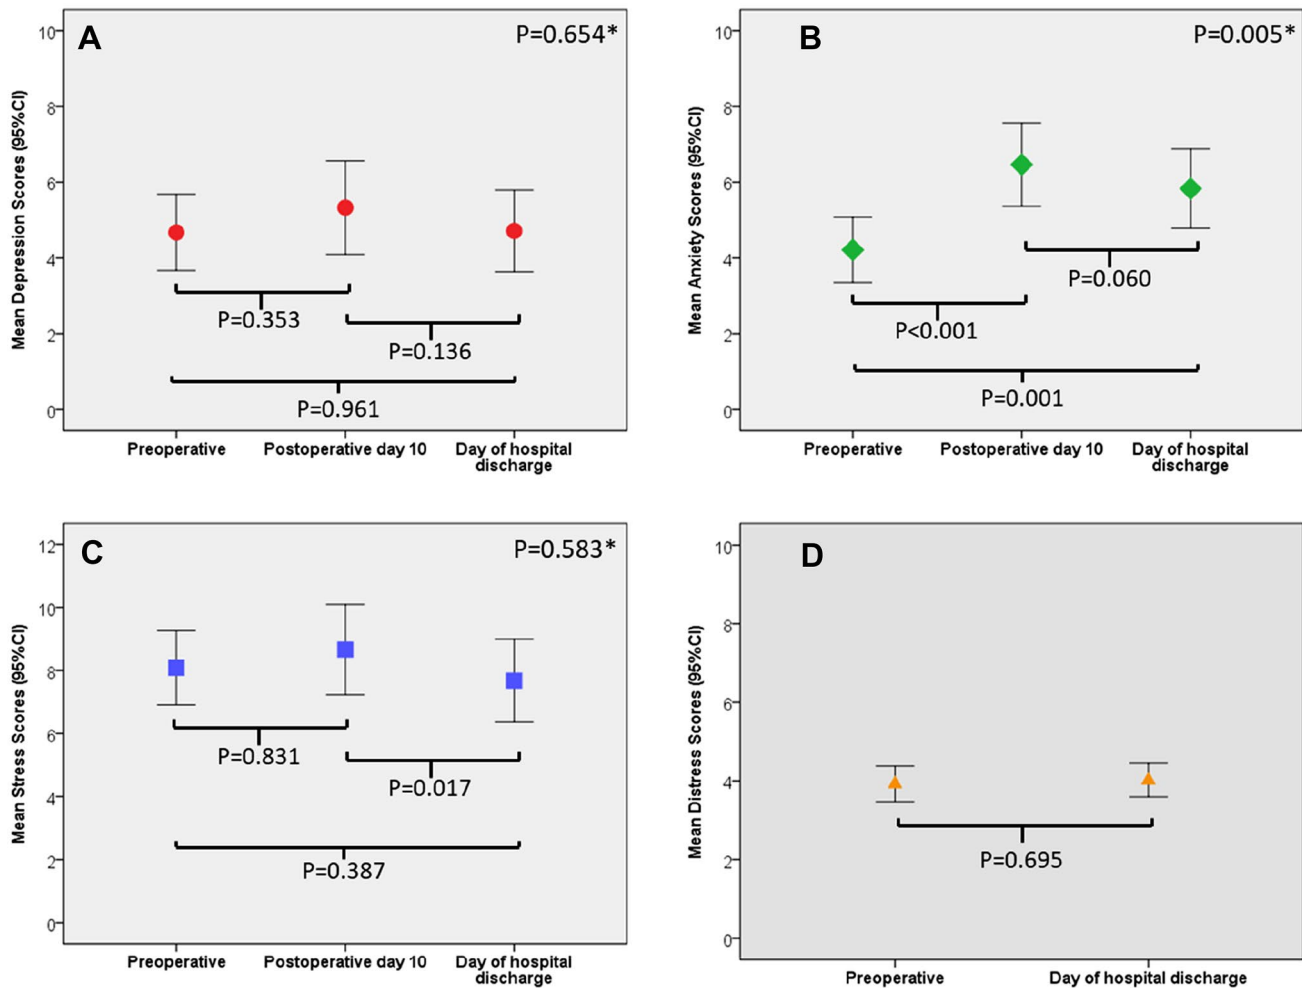 A
P=0.654*
Mean Depression Scores (95%CI)
10
8
6
4
2
0
P=0.353
P=0.136
P=0.961
Preoperative
Postoperative day 10
Day of hospital
discharge
B
P=0.005*
Mean Anxiety Scores (95%CI)
10
8
6
4
2
0
P=0.060
P<0.001
P=0.001
Preoperative
Postoperative day 10
Day of hospital
discharge
C
P=0.583*
Mean Stress Scores (95%CI)
12
10
8
6
4
2
0
P=0.831
P=0.017
P=0.387
Preoperative
Postoperative day 10
Day of hospital
discharge
D
Mean Distress Scores (95%CI)
10
8
6
4
2
0
P=0.695
Preoperative
Day of hospital discharge